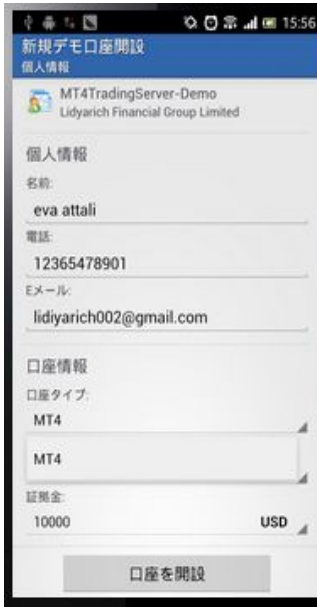 15:56
新規デモ口座開設
個人情報
MT4TradingServer-Demo
Lidyarich Financial Group Limited
個人情報
名前:
eva attali
電話:
12365478901
Eメール:
lidiyarich002@gmail.com
口座情報
口座タイプ:
MT4
MT4
証拠金:
10000 USD
口座を開設